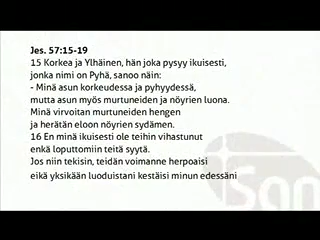 Jes. 57:15-19
15 Korkea ja Ylhäinen, hän joka pysyy ikuisesti,
jonka nimi on Pyhä, sanoo näin:
- Minä asun korkeudessa ja pyhyydessä,
mutta asun myös murtuneiden ja nöyrien luona.
Minä virvoitan murtuneiden hengen
ja herätän eloon nöyrien sydämen.
16 En minä ikuisesti ole teihin vihastunut
enkä loputtomiin teitä syytä.
Jos niin tekisin, teidän voimanne herpoaisi
eikä yksikään luoduistani kestäisi minun edessäni